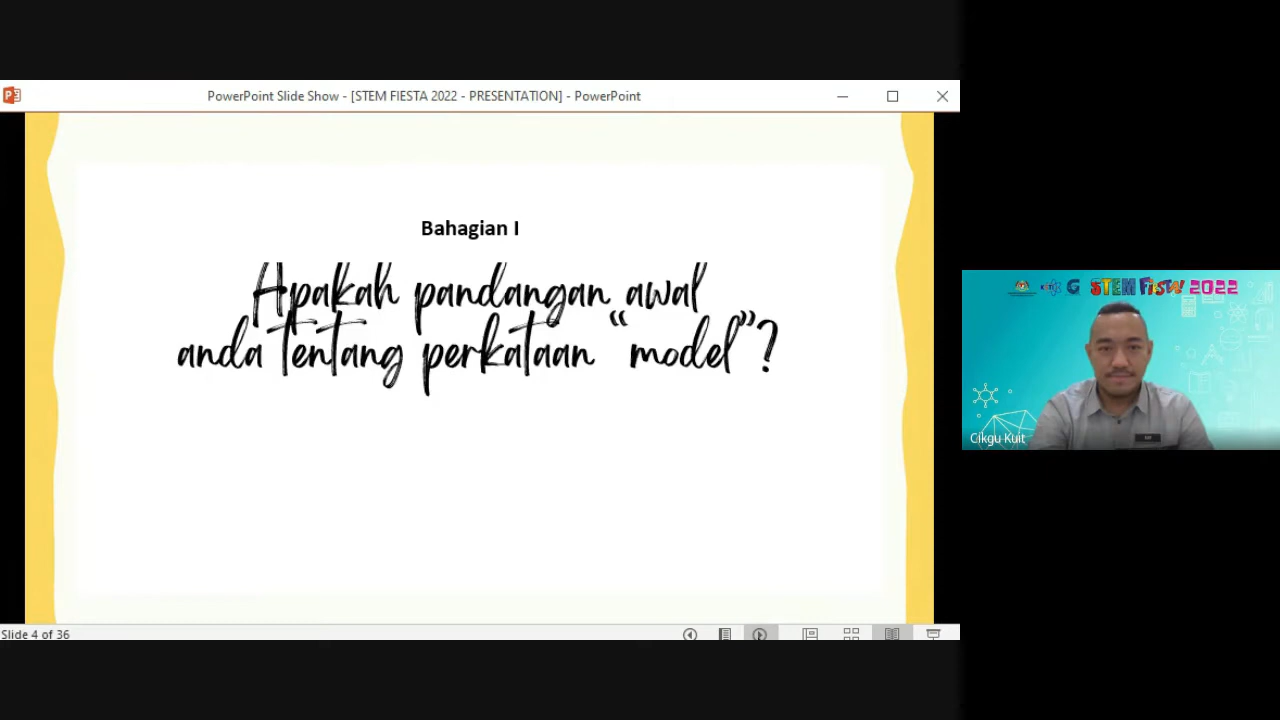 PowerPoint Slide Show - [STEM FIESTA 2022 - PRESENTATION] - PowerPoint
Bahagian I
Apakah pandangan awal
anda tentang perkataan “model”?
G STEM FiSW 2022
Cikgu Kuit
Slide 4 of 36